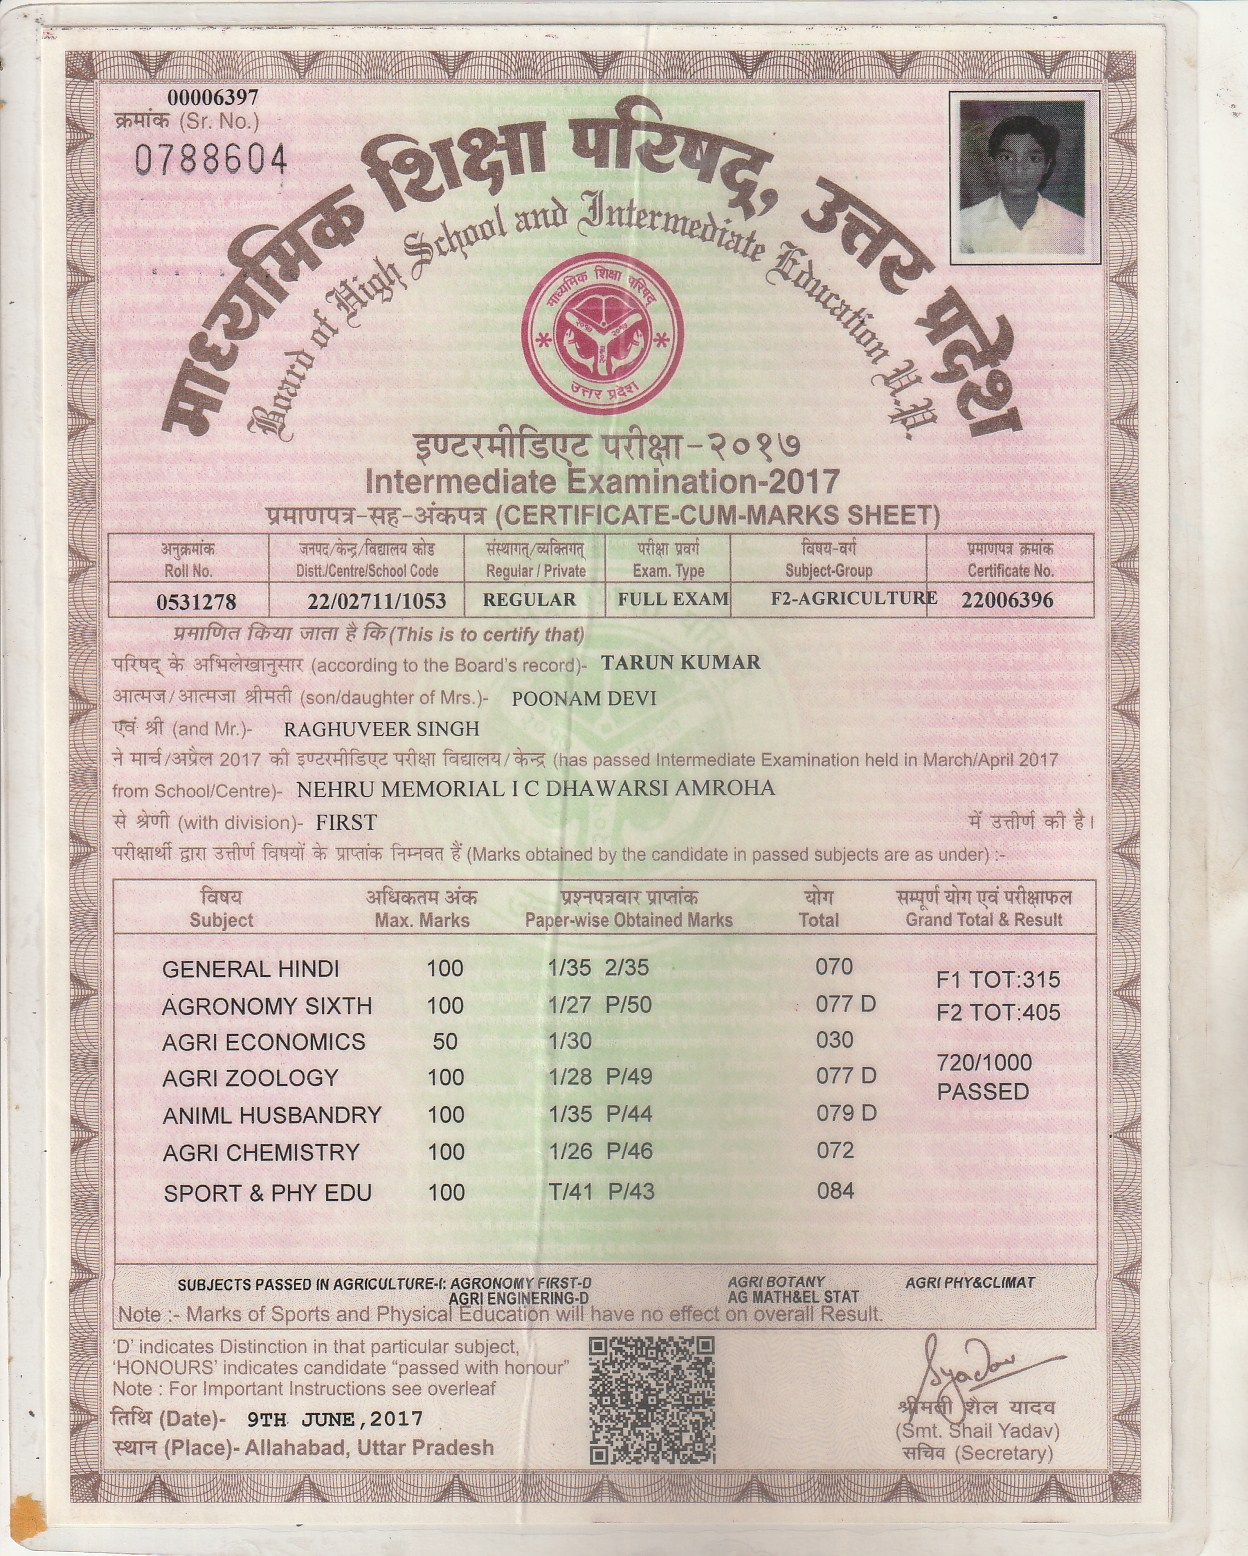 00006397
क्रमांक (Sr. No.)
0788604
माध्यमिक शिक्षा परिषद्, उत्तर प्रदेश
Board of High School and Intermediate Education U.P.
माध्यमिक शिक्षा परिषद्
उत्तर प्रदेश
इण्टरमीडिएट परीक्षा-२०१७
Intermediate Examination-2017
प्रमाणपत्र-सह-अंकपत्र (CERTIFICATE-CUM-MARKS SHEET)
अनुक्रमांक जनपद/केन्द्र/विद्यालय कोड संस्थागत्/व्यक्तिगत् परीक्षा प्रवर्ग विषय-वर्ग प्रमाणपत्र क्रमांक
Roll No. Distt./Centre/School Code Regular / Private Exam. Type Subject-Group Certificate No.
0531278 22/02711/1053 REGULAR FULL EXAM F2-AGRICULTURE 22006396
प्रमाणित किया जाता है कि (This is to certify that)
परिषद् के अभिलेखानुसार (according to the Board's record)- TARUN KUMAR
आत्मज/आत्मजा श्रीमती (son/daughter of Mrs.)- POONAM DEVI
एवं श्री (and Mr.)- RAGHUVEER SINGH
ने मार्च/अप्रैल 2017 की इण्टरमीडिएट परीक्षा विद्यालय/केन्द्र (has passed Intermediate Examination held in March/April 2017
from School/Centre)- NEHRU MEMORIAL I C DHAWARSI AMROHA
से श्रेणी (with division)- FIRST में उत्तीर्ण की है।
परीक्षार्थी द्वारा उत्तीर्ण विषयों के प्राप्तांक निम्नवत हैं (Marks obtained by the candidate in passed subjects are as under) :-
विषय अधिकतम अंक प्रश्नपत्रवार प्राप्तांक योग सम्पूर्ण योग एवं परीक्षाफल
Subject Max. Marks Paper-wise Obtained Marks Total Grand Total & Result
GENERAL HINDI 100 1/35 2/35 070
F1 TOT:315
AGRONOMY SIXTH 100 1/27 P/50 077 D
F2 TOT:405
AGRI ECONOMICS 50 1/30 030
720/1000
AGRI ZOOLOGY 100 1/28 P/49 077 D
PASSED
ANIML HUSBANDRY 100 1/35 P/44 079 D
AGRI CHEMISTRY 100 1/26 P/46 072
SPORT & PHY EDU 100 T/41 P/43 084
SUBJECTS PASSED IN AGRICULTURE-I: AGRONOMY FIRST-D AGRI BOTANY AGRI PHY&CLIMAT
AGRI ENGINERING-D AG MATH&EL STAT
Note :- Marks of Sports and Physical Education will have no effect on overall Result.
'D' indicates Distinction in that particular subject,
'HONOURS' indicates candidate "passed with honour"
Note : For Important Instructions see overleaf
तिथि (Date)- 9TH JUNE,2017
स्थान (Place)- Allahabad, Uttar Pradesh
Syadav
श्रीमती शैल यादव
(Smt. Shail Yadav)
सचिव (Secretary)